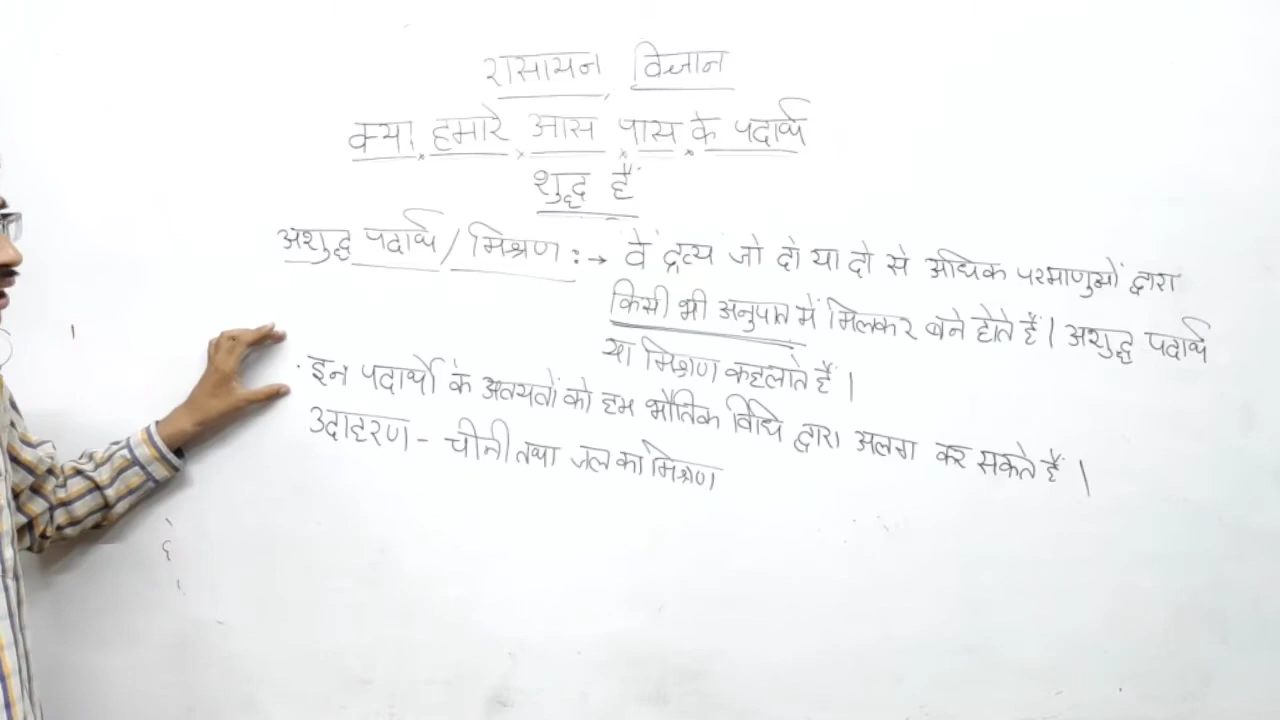 रासायन विज्ञान
क्या हमारे आस पास के पदार्थ
शुद्ध हैं
अशुद्ध पदार्थ / मिश्रण :→ वे द्रव्य जो दो या दो से अधिक परमाणुओं द्वारा
किसी भी अनुपात में मिलकर बने होते हैं। अशुद्ध पदार्थ
या मिश्रण कहलाते हैं।
इन पदार्थों के अवयवों को हम भौतिक विधि द्वारा अलग कर सकते हैं।
उदाहरण - चीनी तथा जल का मिश्रण